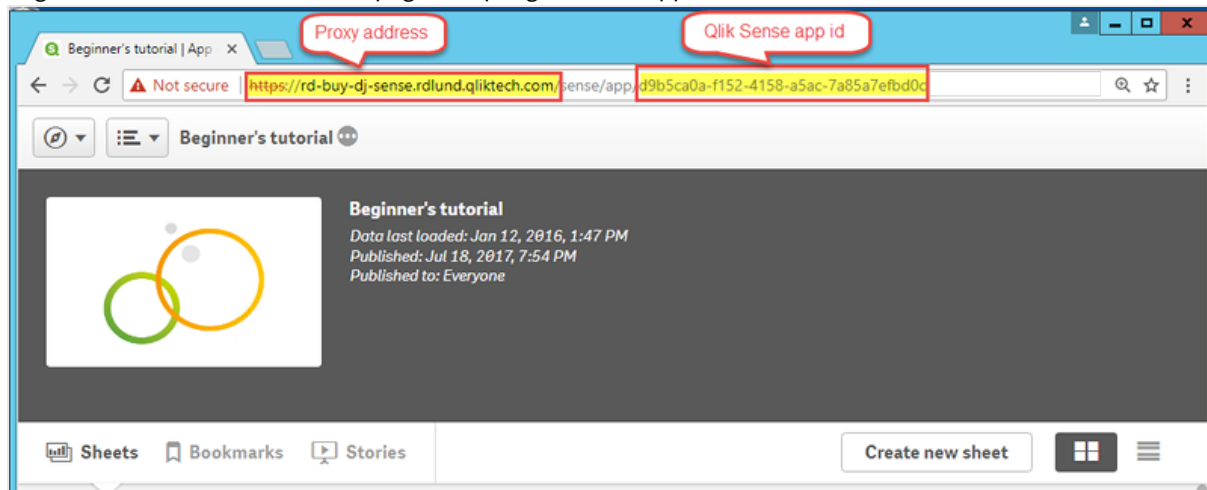 Proxy address
Qlik Sense app id
Beginner's tutorial | App
Not secure | https://rd-buy-dj-sense.rdlund.qliktech.com/sense/app/d9b5ca0a-f152-4158-a5ac-7a85a7efbd0c
Beginner's tutorial
Beginner's tutorial
Data last loaded: Jan 12, 2016, 1:47 PM
Published: Jul 18, 2017, 7:54 PM
Published to: Everyone
Sheets Bookmarks Stories Create new sheet